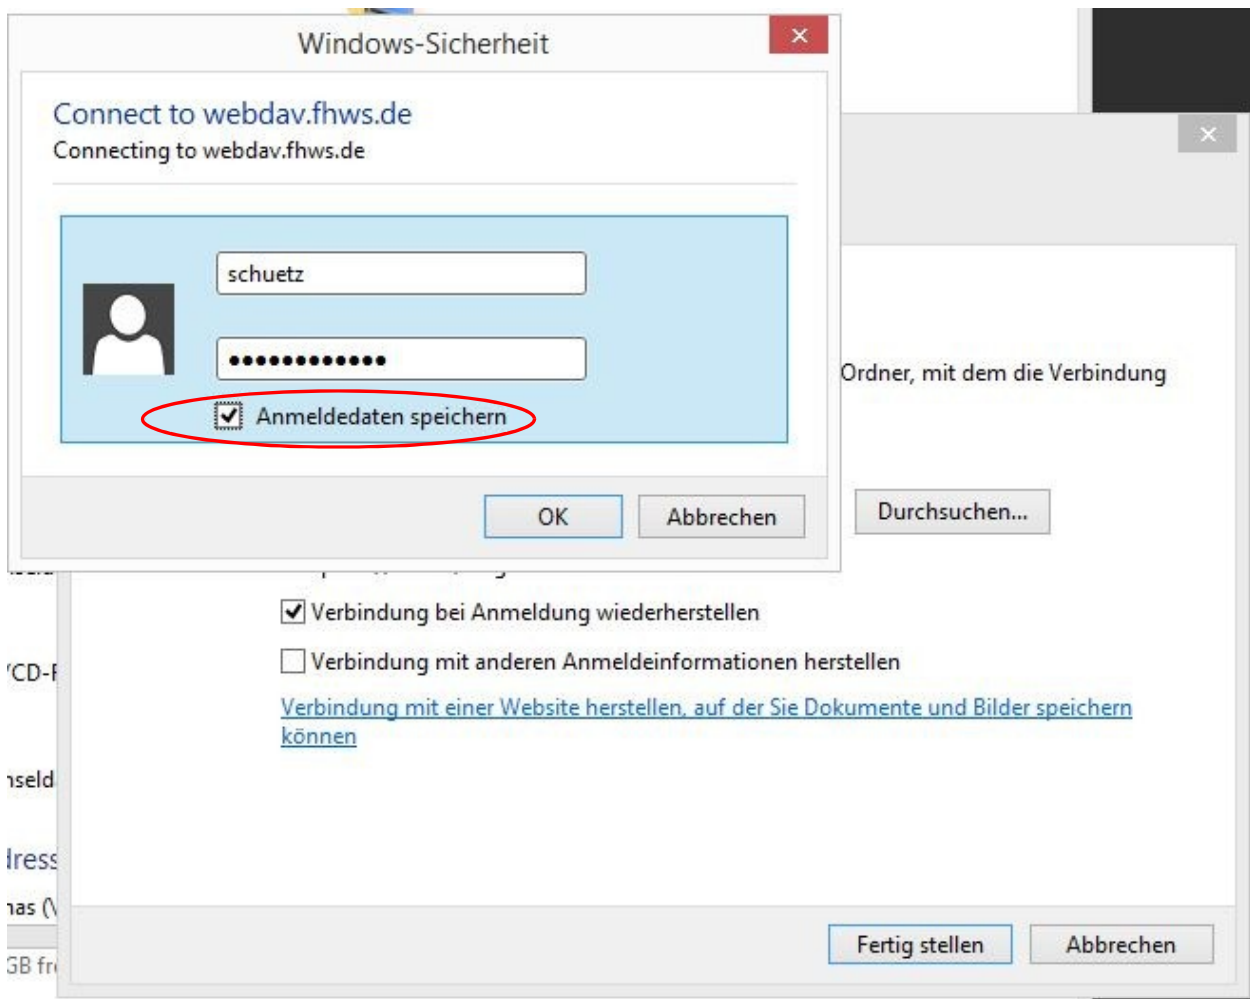 Windows-Sicherheit
Connect to webdav.fhws.de
Connecting to webdav.fhws.de
schuetz
●●●●●●●●●●●●
Anmeldedaten speichern
OK
Abbrechen
Ordner, mit dem die Verbindung
Durchsuchen...
Verbindung bei Anmeldung wiederherstellen
Verbindung mit anderen Anmeldeinformationen herstellen
Verbindung mit einer Website herstellen, auf der Sie Dokumente und Bilder speichern
können
Fertig stellen
Abbrechen